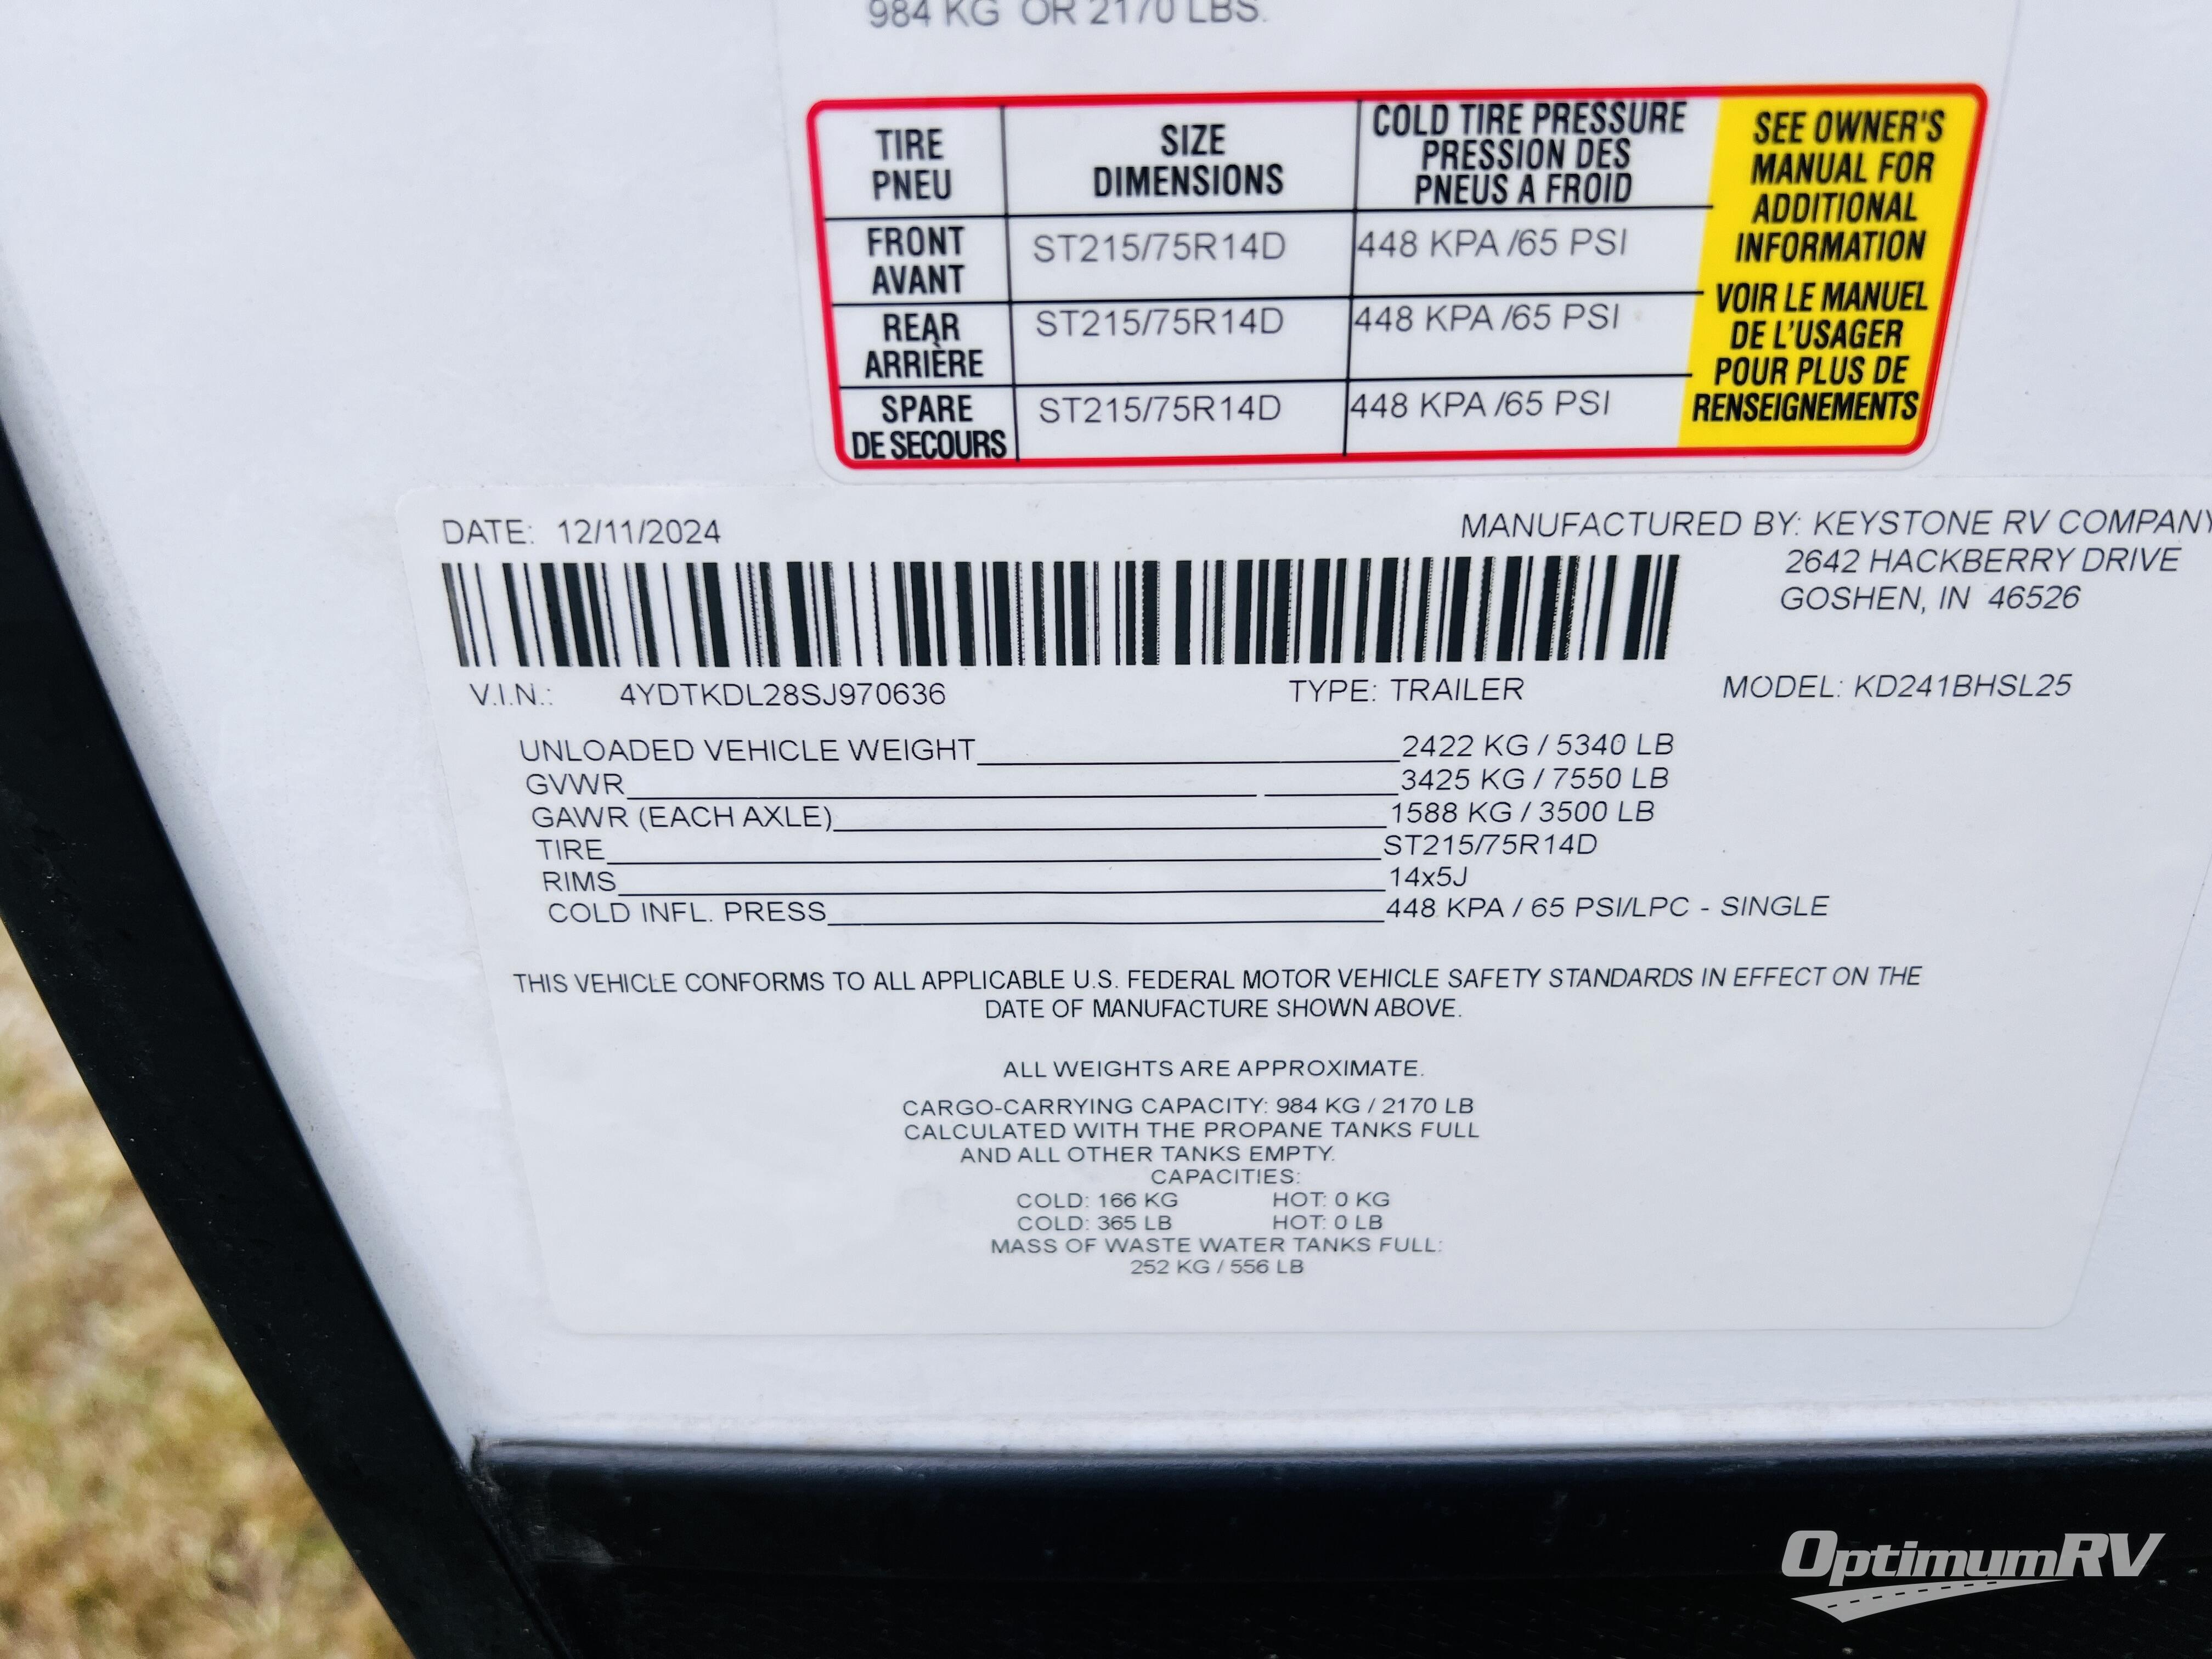 984 KG OR 2170 LBS.
TIRE
PNEU
SIZE
DIMENSIONS
COLD TIRE PRESSURE
PRESSION DES
PNEUS A FROID
FRONT
AVANT
ST215/75R14D
448 KPA /65 PSI
REAR
ARRIÈRE
ST215/75R14D
448 KPA /65 PSI
SPARE
DE SECOURS
ST215/75R14D
448 KPA /65 PSI
SEE OWNER'S
MANUAL FOR
ADDITIONAL
INFORMATION
VOIR LE MANUEL
DE L'USAGER
POUR PLUS DE
RENSEIGNEMENTS
DATE: 12/11/2024
MANUFACTURED BY: KEYSTONE RV COMPANY
2642 HACKBERRY DRIVE
GOSHEN, IN 46526
V.I.N.: 4YDTKDL28SJ970636 TYPE: TRAILER MODEL: KD241BHSL25
UNLOADED VEHICLE WEIGHT 2422 KG / 5340 LB
GVWR 3425 KG / 7550 LB
GAWR (EACH AXLE) 1588 KG / 3500 LB
TIRE ST215/75R14D
RIMS 14x5J
COLD INFL. PRESS 448 KPA / 65 PSI/LPC - SINGLE
THIS VEHICLE CONFORMS TO ALL APPLICABLE U.S. FEDERAL MOTOR VEHICLE SAFETY STANDARDS IN EFFECT ON THE
DATE OF MANUFACTURE SHOWN ABOVE.
ALL WEIGHTS ARE APPROXIMATE.
CARGO-CARRYING CAPACITY: 984 KG / 2170 LB
CALCULATED WITH THE PROPANE TANKS FULL
AND ALL OTHER TANKS EMPTY.
CAPACITIES:
COLD: 166 KG HOT: 0 KG
COLD: 365 LB HOT: 0 LB
MASS OF WASTE WATER TANKS FULL:
252 KG / 556 LB
OptimumRV